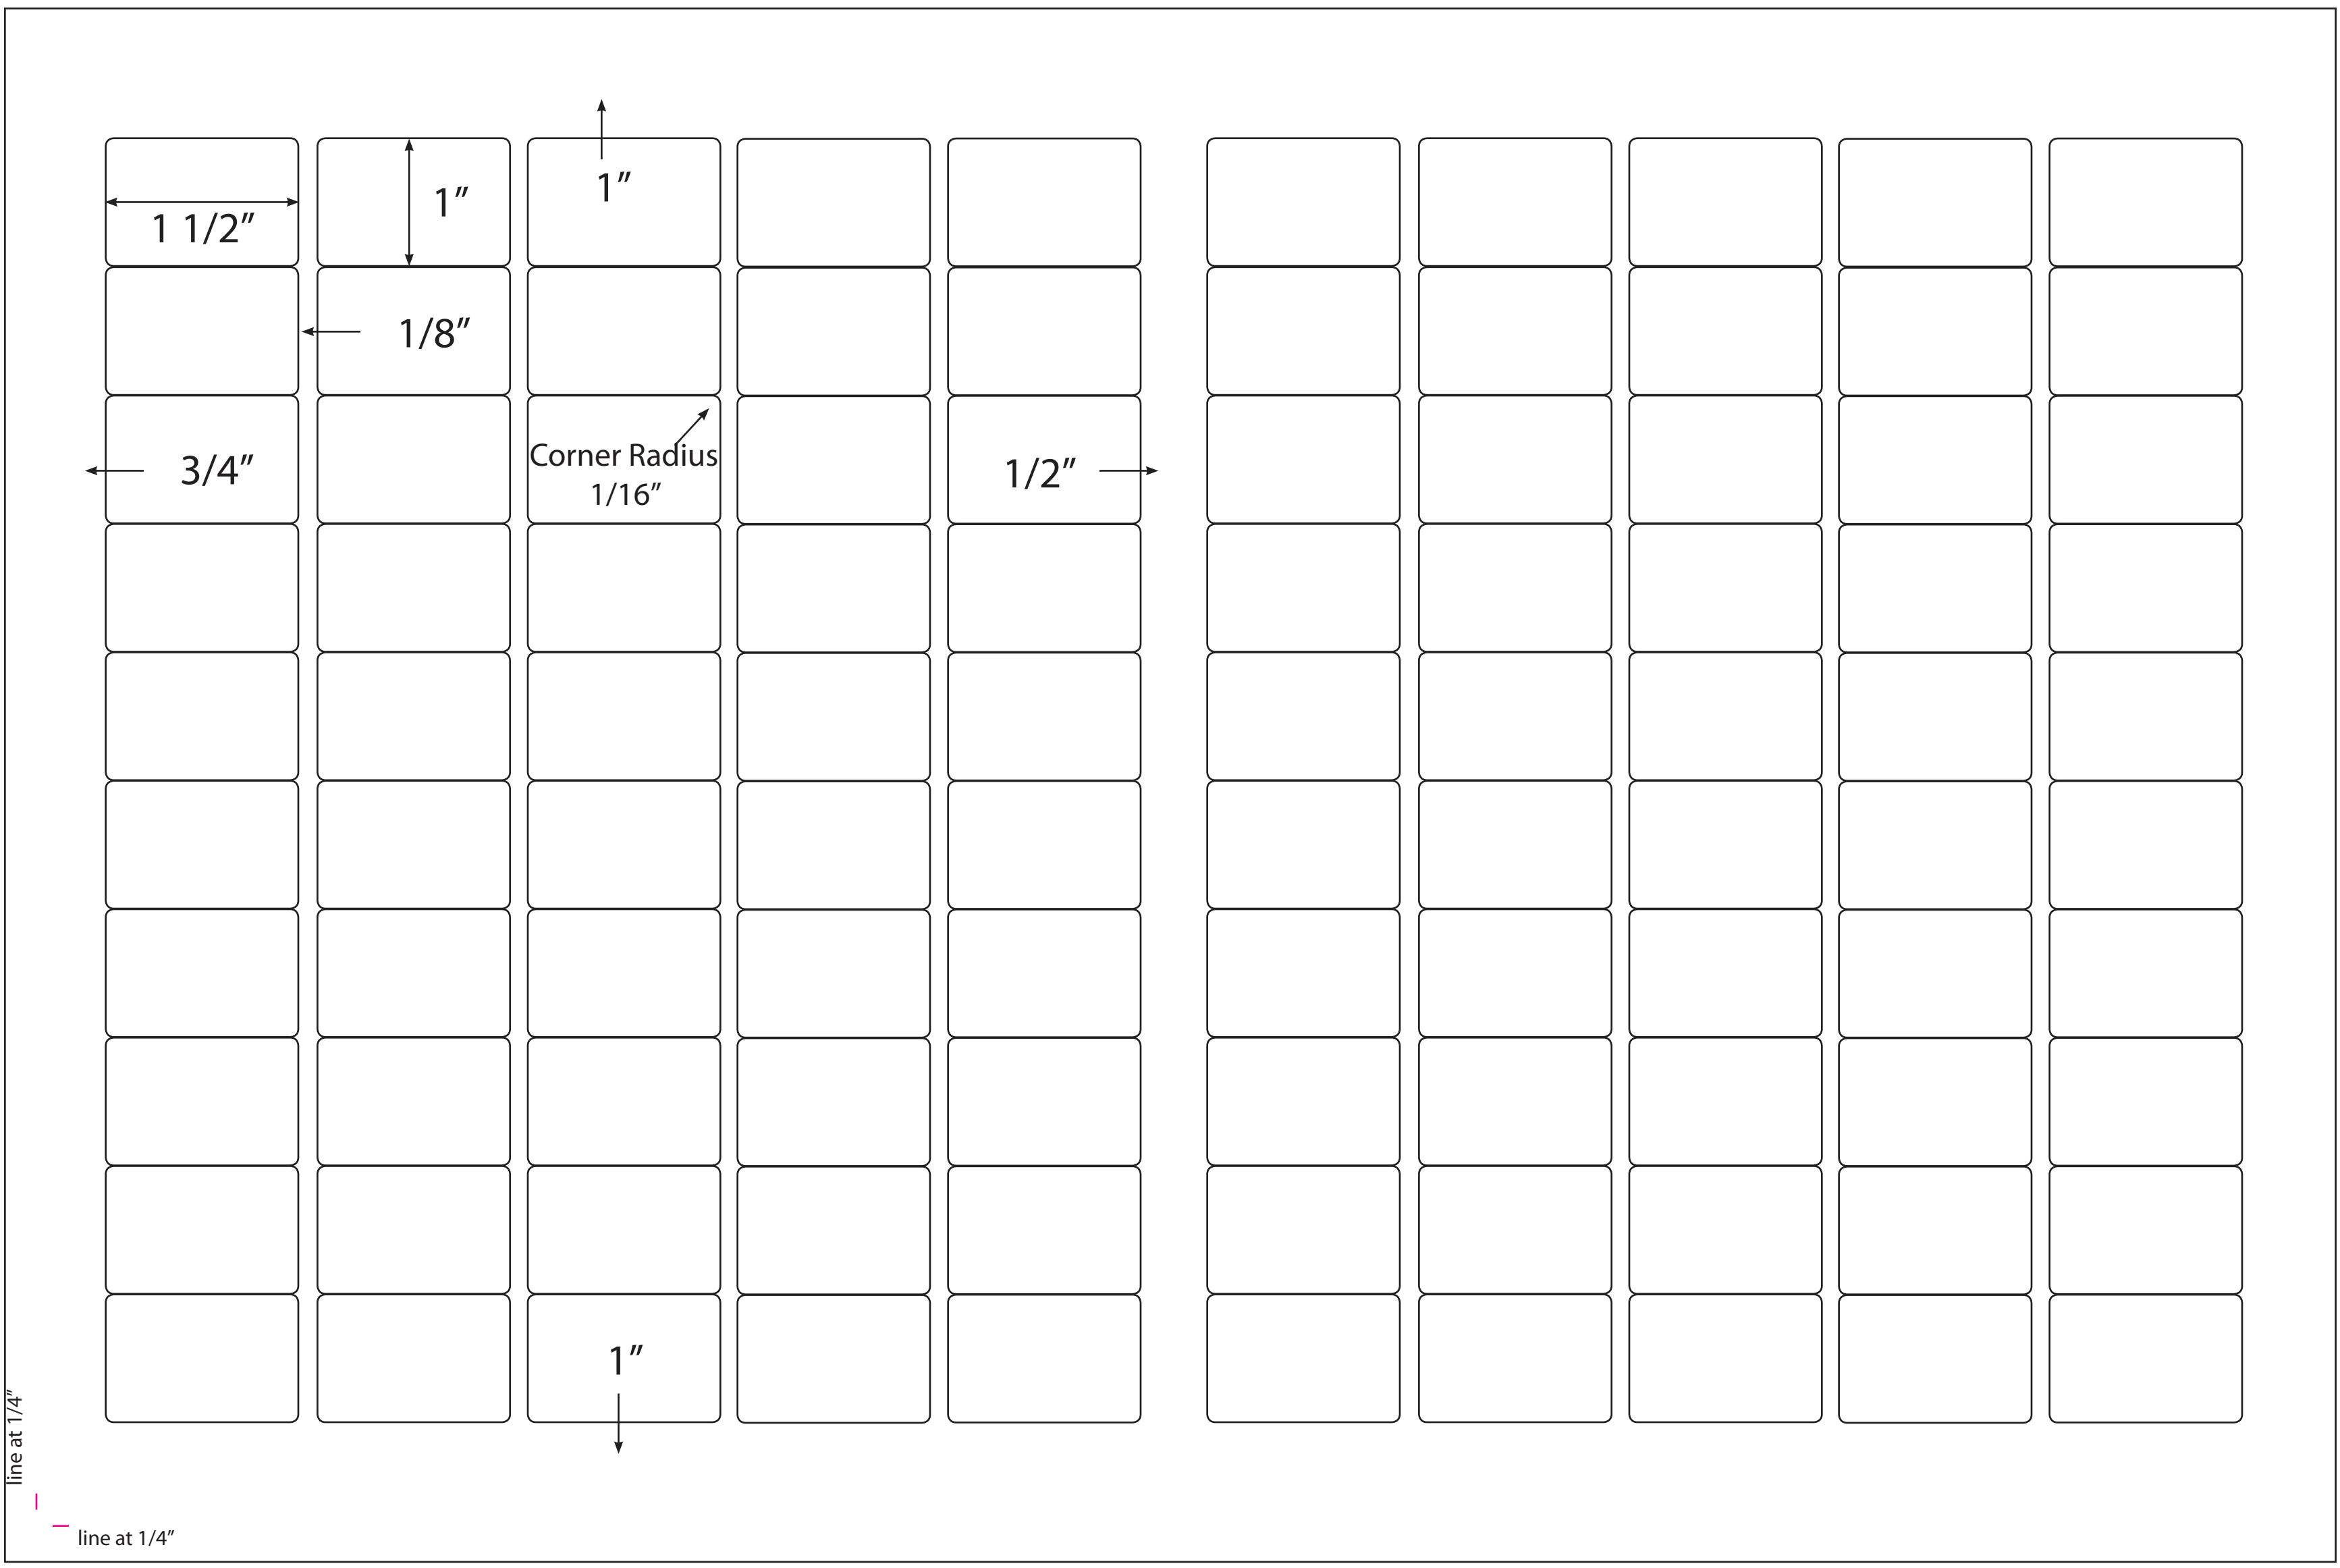 1”
1”
1 1/2”
1/8”
3/4”
Corner Radius
1/16”
1/2”
1”
line at 1/4”
line at 1/4”